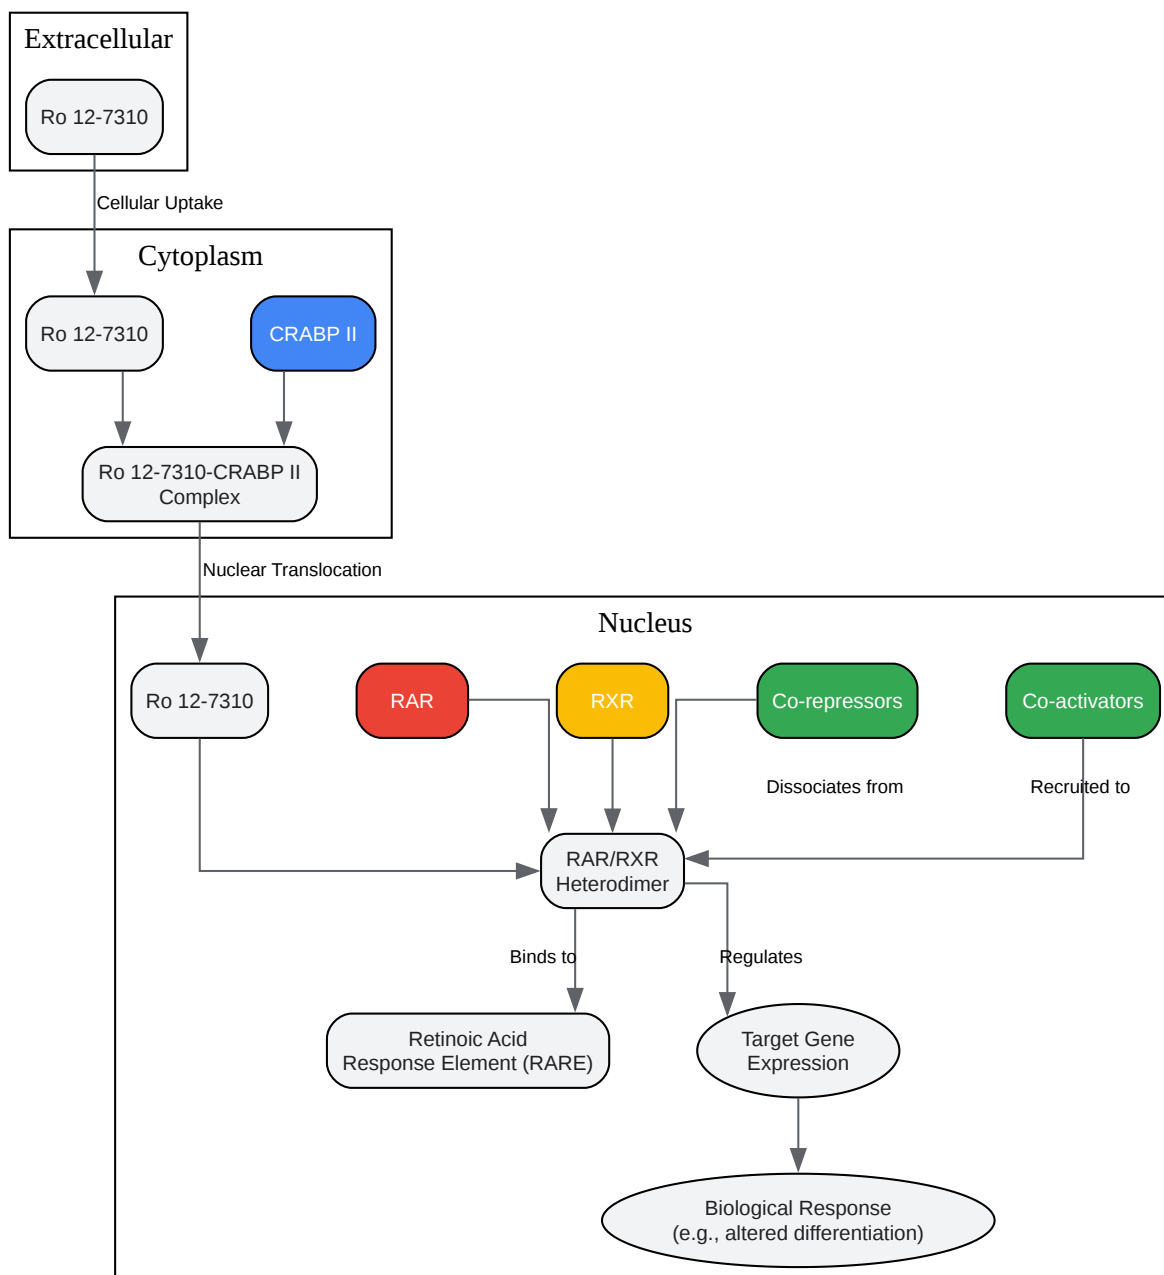 Extracellular
Ro 12-7310
Cellular Uptake
Cytoplasm
Ro 12-7310
CRABP II
Ro 12-7310-CRABP II
Complex
Nuclear Translocation
Nucleus
Ro 12-7310
RAR
RXR
Co-repressors
Co-activators
Dissociates from
Recruited to
RAR/RXR
Heterodimer
Binds to
Regulates
Retinoic Acid
Response Element (RARE)
Target Gene
Expression
Biological Response
(e.g., altered differentiation)